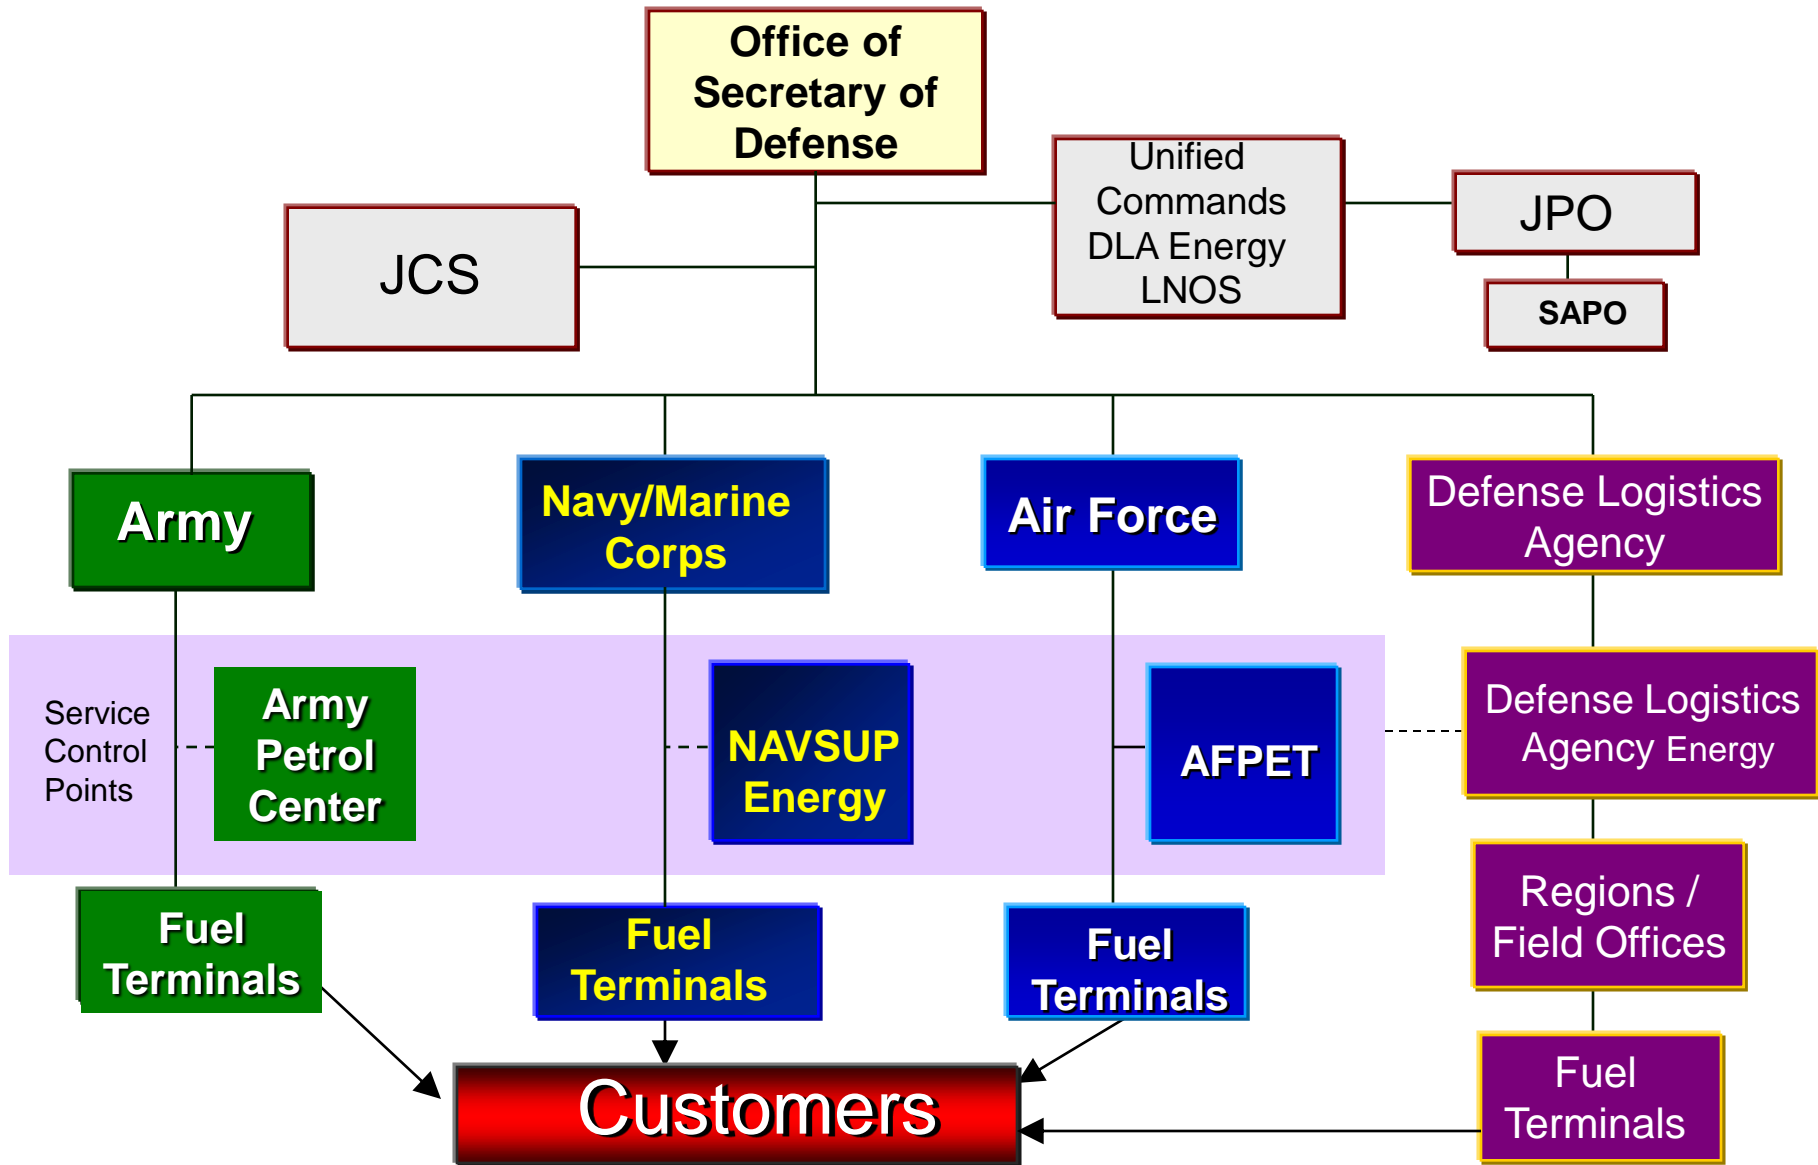 Office of
Secretary of
Defense
Unified
Commands
DLA Energy
LNOS
JPO
SAPO
JCS
Army
Navy/Marine
Corps
Air Force
Defense Logistics
Agency
Service
Control
Points
Army
Petrol
Center
NAVSUP
Energy
AFPET
Defense Logistics
Agency Energy
Regions /
Field Offices
Fuel
Terminals
Fuel
Terminals
Fuel
Terminals
Fuel
Terminals
Customers